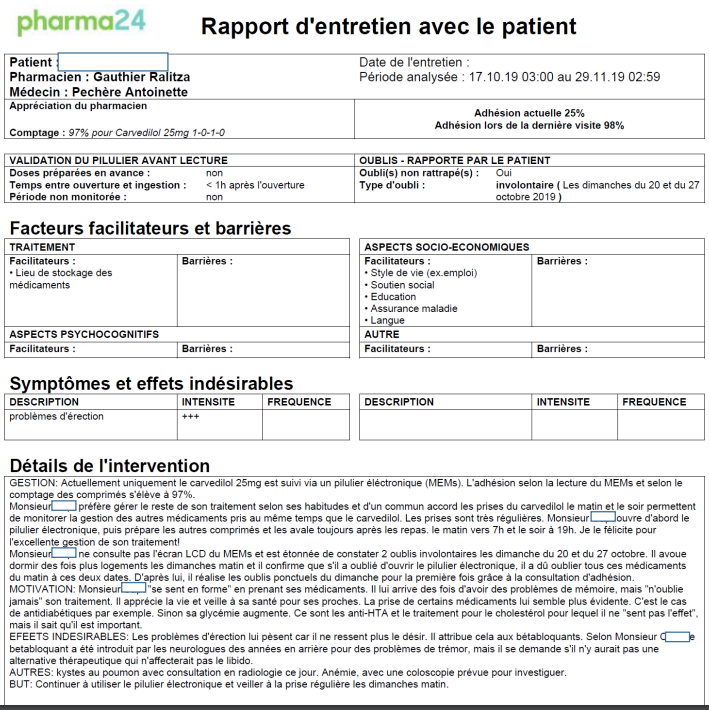 pharma24
Rapport d'entretien avec le patient
Patient :
Pharmacien : Gauthier Ralitza
Médecin : Pechère Antoinette
Date de l'entretien :
Période analysée : 17.10.19 03:00 au 29.11.19 02:59
Appréciation du pharmacien
Comptage : 97% pour Carvedilol 25mg 1-0-1-0
Adhésion actuelle 25%
Adhésion lors de la dernière visite 98%
VALIDATION DU PILULIER AVANT LECTURE
Doses préparées en avance : non
Temps entre ouverture et ingestion : < 1h après l'ouverture
Période non monitorée : non
OUBLIS - RAPPORTE PAR LE PATIENT
Oubli(s) non rattrapé(s) : Oui
Type d'oubli : involontaire ( Les dimanches du 20 et du 27
octobre 2019 )
Facteurs facilitateurs et barrières
TRAITEMENT
Facilitateurs : Barrières :
• Lieu de stockage des
médicaments
ASPECTS SOCIO-ECONOMIQUES
Facilitateurs : Barrières :
• Style de vie (ex.emploi)
• Soutien social
• Education
• Assurance maladie
• Langue
ASPECTS PSYCHOCOGNITIFS
Facilitateurs : Barrières :
AUTRE
Facilitateurs : Barrières :
Symptômes et effets indésirables
DESCRIPTION INTENSITE FREQUENCE DESCRIPTION INTENSITE FREQUENCE
problèmes d'érection +++
Détails de l'intervention
GESTION: Actuellement uniquement le carvedilol 25mg est suivi via un pilulier éléctronique (MEMs). L'adhésion selon la lecture du MEMs et selon le
comptage des comprimés s'élève à 97%.
Monsieur préfère gérer le reste de son traitement selon ses habitudes et d'un commun accord les prises du carvedilol le matin et le soir permettent
de monitorer la gestion des autres médicaments pris au même temps que le carvedilol. Les prises sont très régulières. Monsieur ouvre d'abord le
pilulier électronique, puis prépare les autres comprimés et les avale toujours après les repas. le matin vers 7h et le soir à 19h. Je le félicite pour
l'excellente gestion de son traitement!
Monsieur ne consulte pas l'écran LCD du MEMs et est étonnée de constater 2 oublis involontaires les dimanche du 20 et du 27 octobre. Il avoue
dormir des fois plus logements les dimanches matin et il confirme que s'il a oublié d'ouvrir le pilulier électronique, il a dû oublier tous ces médicaments
du matin à ces deux dates. D'après lui, il réalise les oublis ponctuels du dimanche pour la première fois grâce à la consultation d'adhésion.
MOTIVATION: Monsieur "se sent en forme" en prenant ses médicaments. Il lui arrive des fois d'avoir des problèmes de mémoire, mais "n'oublie
jamais" son traitement. Il apprécie la vie et veille à sa santé pour ses proches. La prise de certains médicaments lui semble plus évidente. C'est le cas
de antidiabétiques par exemple. Sinon sa glycémie augmente. Ce sont les anti-HTA et le traitement pour le cholestérol pour lequel il ne "sent pas l'effet",
mais il sait qu'il est important.
EFEETS INDESIRABLES: Les problèmes d'érection lui pèsent car il ne ressent plus le désir. Il attribue cela aux bétabloquants. Selon Monsieur C e
betabloquant a été introduit par les neurologues des années en arrière pour des problèmes de trémor, mais il se demande s'il n'y aurait pas une
alternative thérapeutique qui n'affecterait pas le libido.
AUTRES: kystes au poumon avec consultation en radiologie ce jour. Anémie, avec une coloscopie prévue pour investiguer.
BUT: Continuer à utiliser le pilulier électronique et veiller à la prise régulière les dimanches matin.